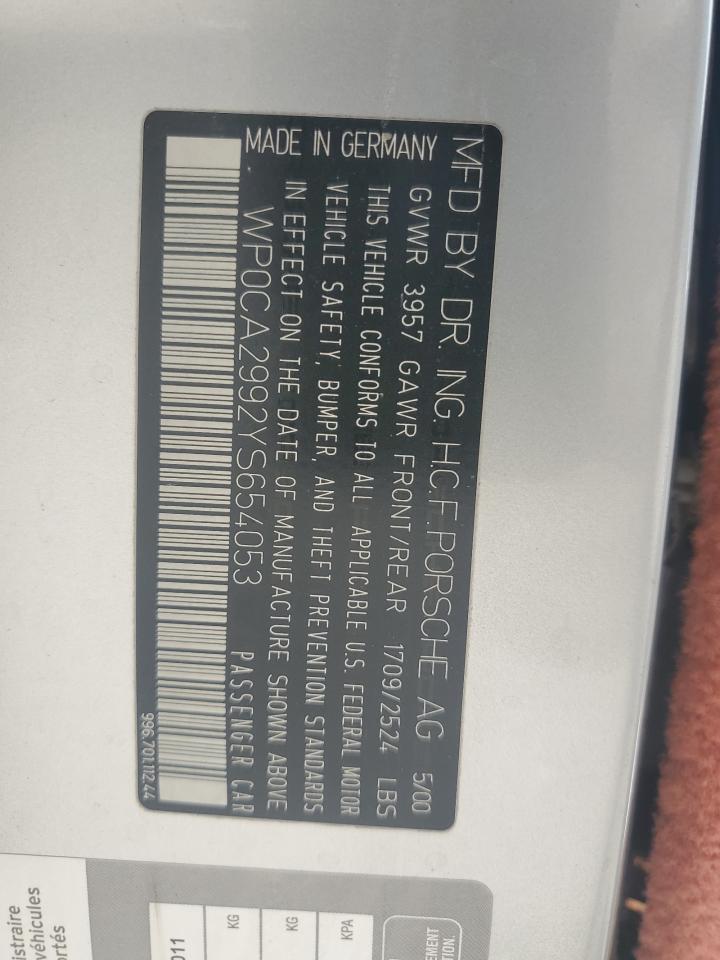 MFD BY DR. ING. H.C.F. PORSCHE AG 5/00
GVWR 3957 GAWR FRONT/REAR 1709/2524 LBS
THIS VEHICLE CONFORMS TO ALL APPLICABLE U.S. FEDERAL MOTOR
VEHICLE SAFETY, BUMPER, AND THEFT PREVENTION STANDARDS
IN EFFECT ON THE DATE OF MANUFACTURE SHOWN ABOVE
MADE IN GERMANY
WP0CA2992YS654053 PASSENGER CAR
996.701.112.44
KPA
KG
KG